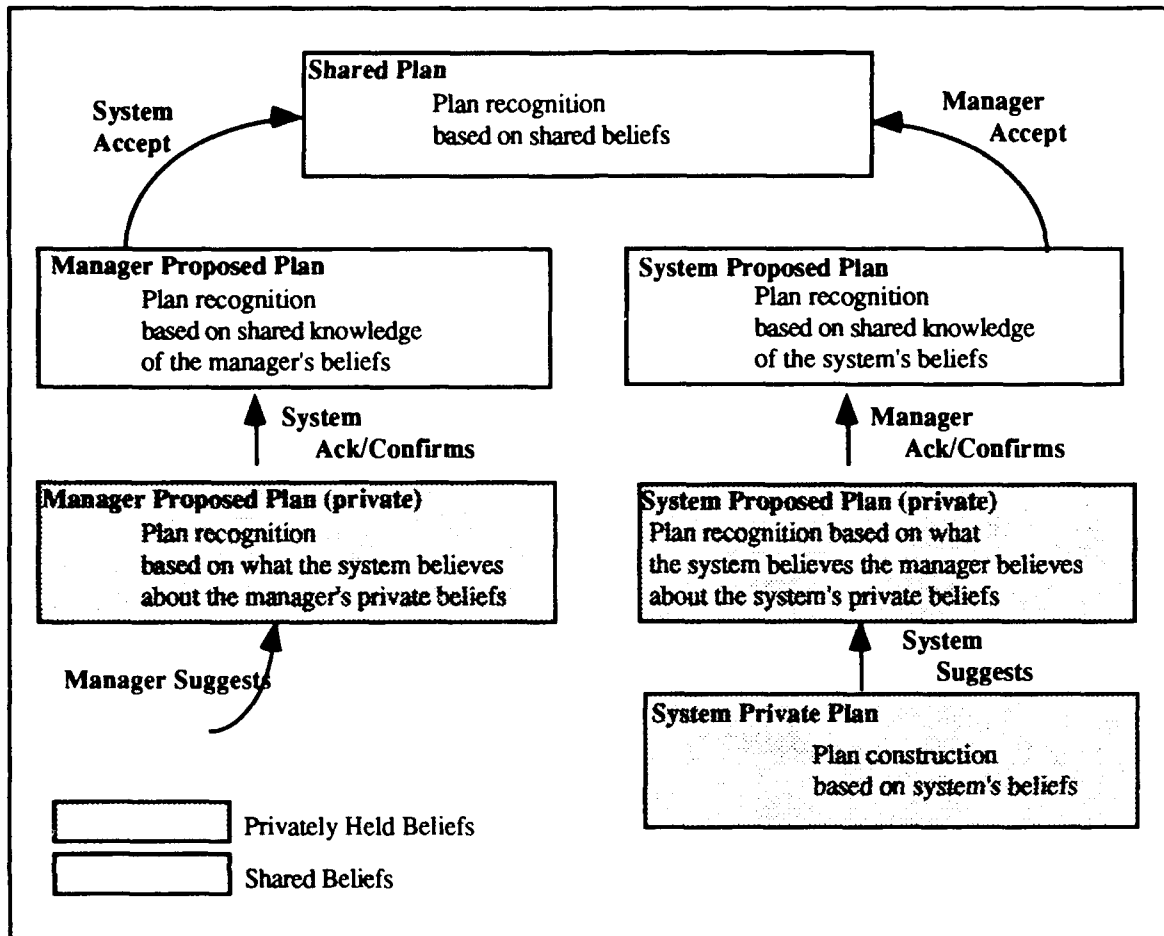 Shared Plan
Plan recognition
based on shared beliefs
System
Accept
Manager
Accept
Manager Proposed Plan
Plan recognition
based on shared knowledge
of the manager's beliefs
System Proposed Plan
Plan recognition
based on shared knowledge
of the system's beliefs
System
Ack/Confirms
Manager
Ack/Confirms
Manager Proposed Plan (private)
Plan recognition
based on what the system believes
about the manager's private beliefs
System Proposed Plan (private)
Plan recognition based on what
the system believes the manager believes
about the system's private beliefs
Manager Suggests
System
Suggests
System Private Plan
Plan construction
based on system's beliefs
Privately Held Beliefs
Shared Beliefs